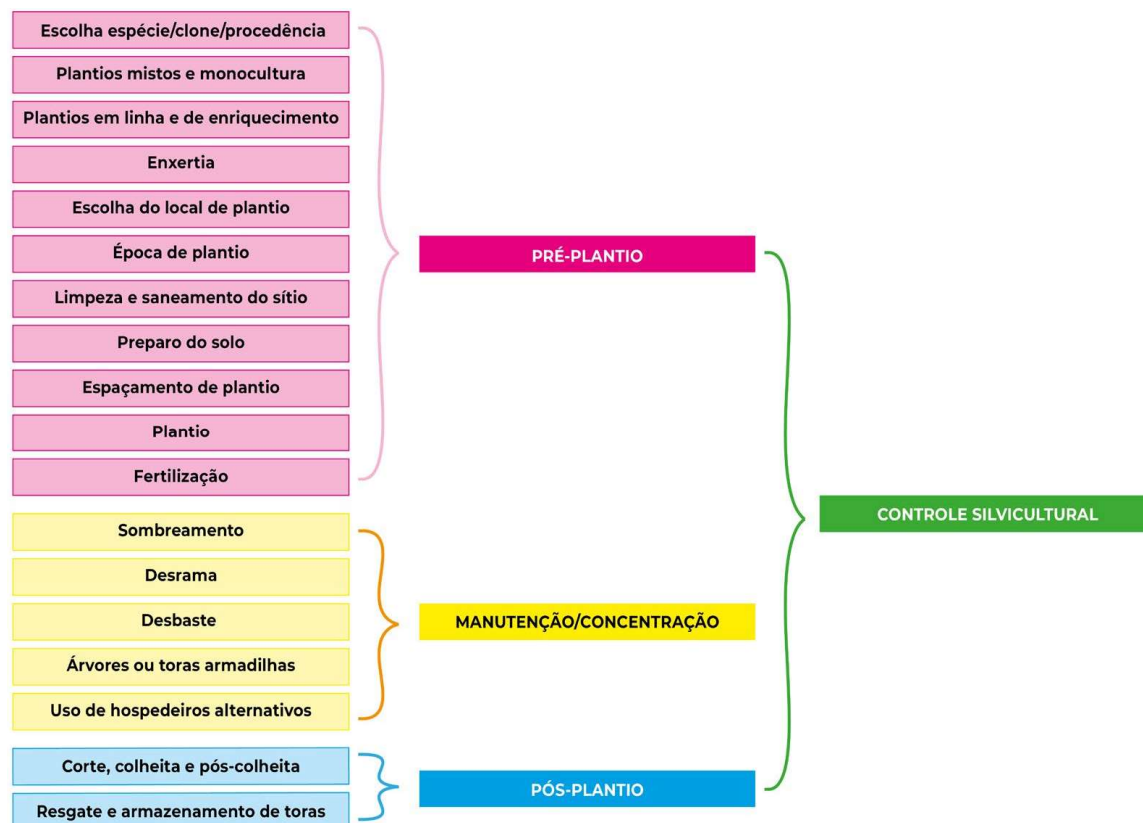 Escolha espécie/clone/procedência
Plantios mistos e monocultura
Plantios em linha e de enriquecimento
Enxertia
Escolha do local de plantio
Época de plantio
Limpeza e saneamento do sítio
Preparo do solo
Espaçamento de plantio
Plantio
Fertilização
PRÉ-PLANTIO
Sombreamento
Desrama
Desbaste
Árvores ou toras armadilhas
Uso de hospedeiros alternativos
MANUTENÇÃO/CONCENTRAÇÃO
Corte, colheita e pós-colheita
Resgate e armazenamento de toras
PÓS-PLANTIO
CONTROLE SILVICULTURAL